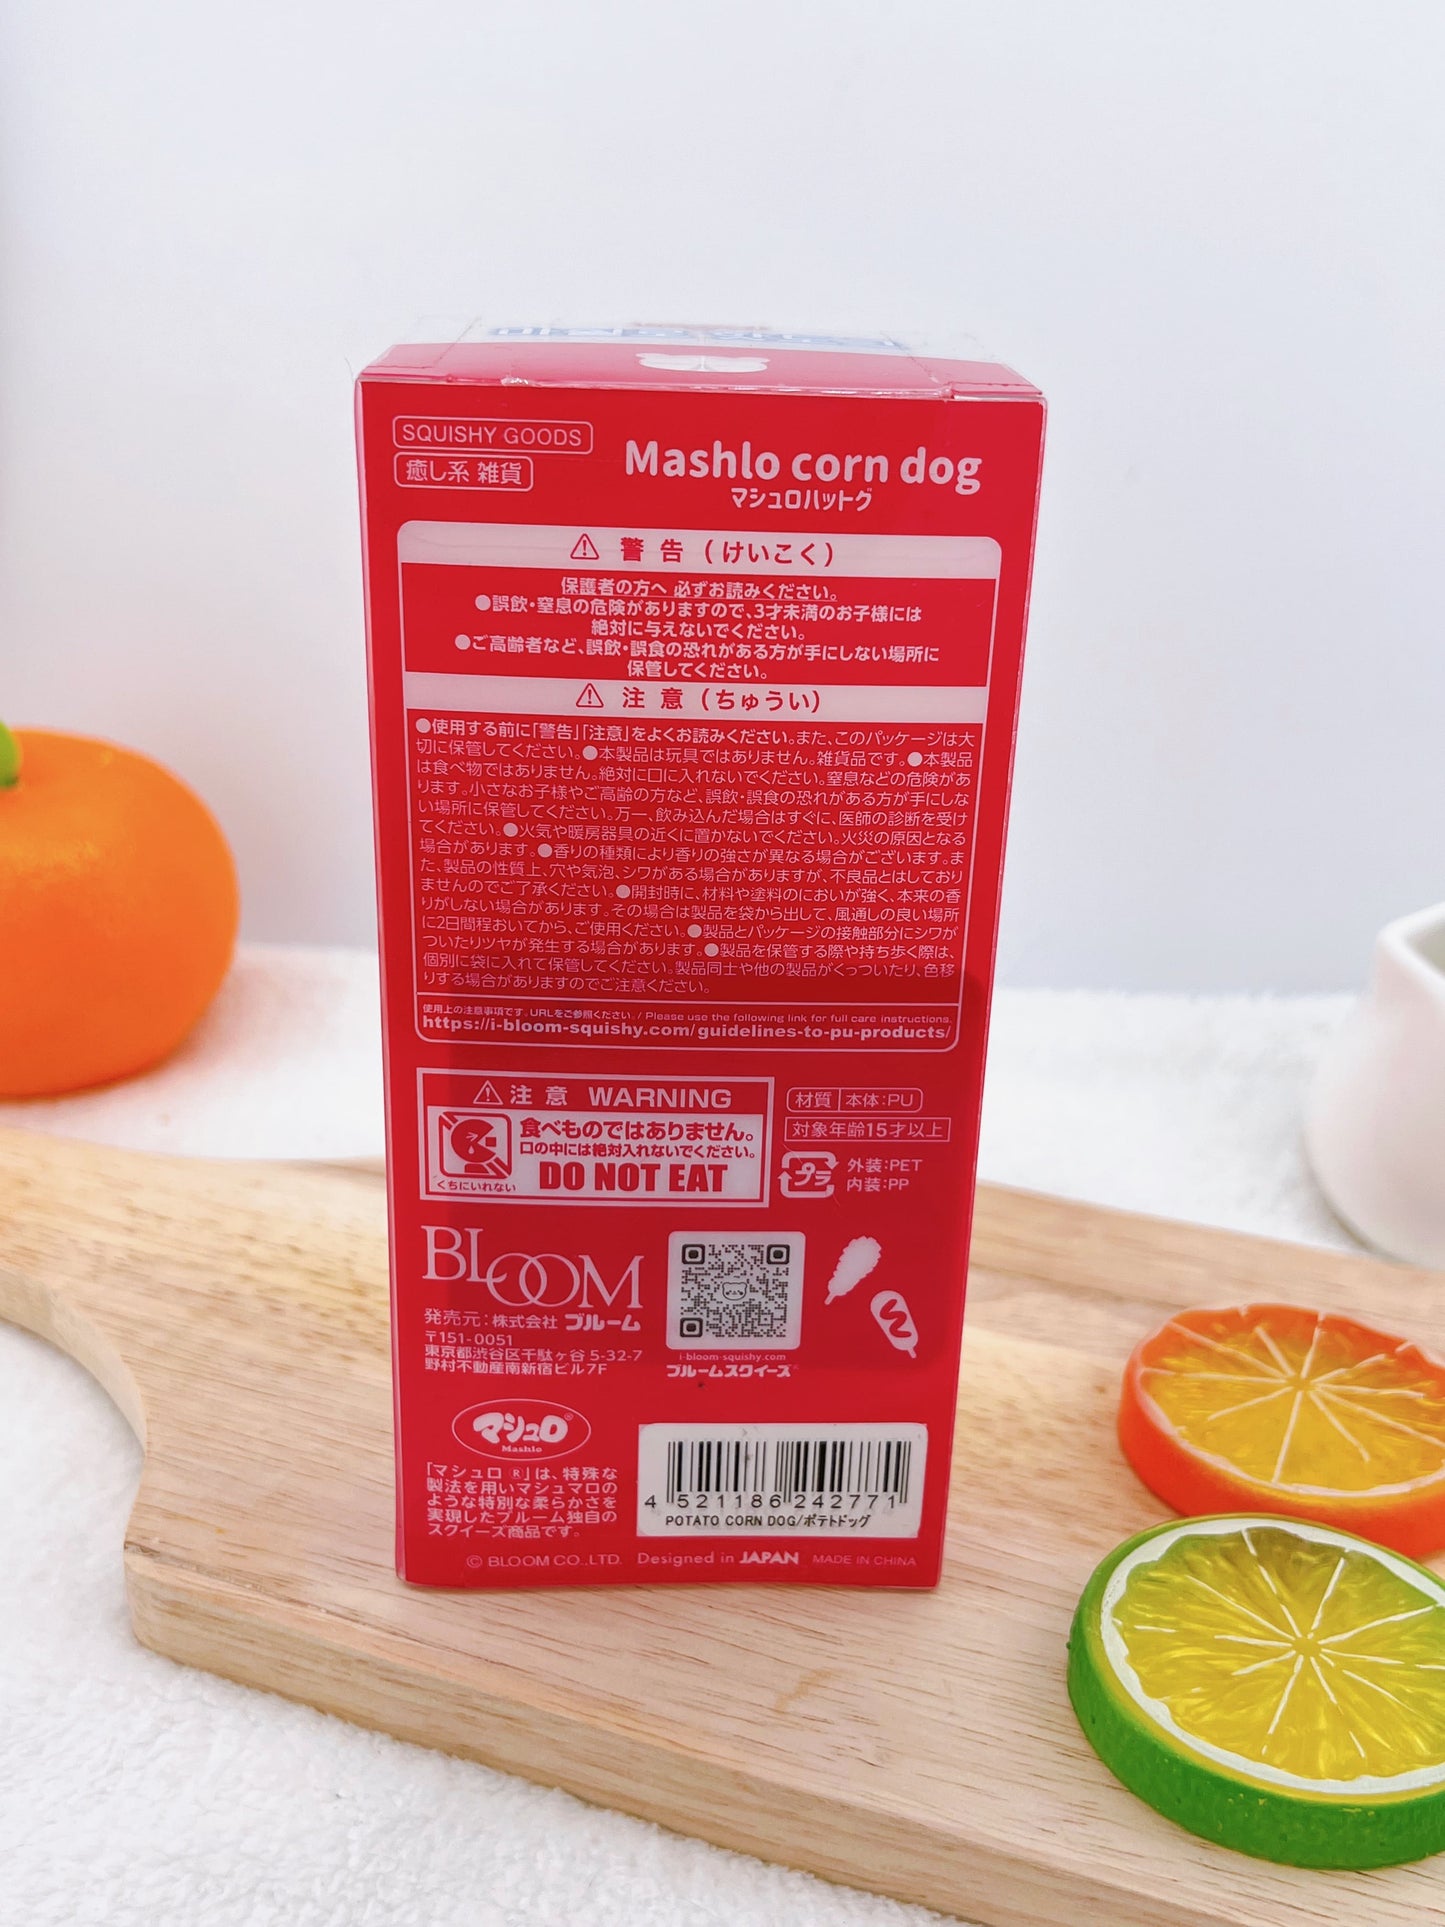 SQUISHY GOODS
癒し系 雑貨
Mashlo corn dog
マシュロハットグ
⚠ 警 告 (けいこく)
保護者の方へ 必ずお読みください。
●誤飲・窒息の危険がありますので、3才未満のお子様には
絶対に与えないでください。
●ご高齢者など、誤飲・誤食の恐れがある方が手にしない場所に
保管してください。
⚠ 注 意 (ちゅうい)
●使用する前に「警告」「注意」をよくお読みください。また、このパッケージは大
切に保管してください。●本製品は玩具ではありません。雑貨品です。●本製品
は食べ物ではありません。絶対に口に入れないでください。窒息などの危険があ
ります。小さなお子様やご高齢の方など、誤飲・誤食の恐れがある方が手にしな
い場所に保管してください。万一、飲み込んだ場合はすぐに、医師の診断を受け
てください。●火気や暖房器具の近くに置かないでください。火災の原因となる
場合があります。●香りの種類により香りの強さが異なる場合がございます。ま
た、製品の性質上、穴や気泡、シワがある場合がありますが、不良品とはしており
ませんのでご了承ください。●開封時に、材料や塗料のにおいが強く、本来の香
りがしない場合があります。その場合は製品を袋から出して、風通しの良い場所
に2日間程おいてから、ご使用ください。●製品とパッケージの接触部分にシワが
ついたりツヤが発生する場合があります。●製品を保管する際や持ち歩く際は、
個別に袋に入れて保管してください。製品同士や他の製品がくっついたり、色移
りする場合がありますのでご注意ください。
使用上の注意事項です。URLをご参照ください。/ Please use the following link for full care instructions.
https://i-bloom-squishy.com/guidelines-to-pu-products/
⚠ 注 意 WARNING
食べものではありません。
口の中には絶対入れないでください。
くちにいれない
DO NOT EAT
材質 本体:PU
対象年齢15才以上
プラ
外装:PET
内装:PP
BLOOM
発売元:株式会社 ブルーム
〒151-0051
東京都渋谷区千駄ヶ谷 5-32-7
野村不動産南新宿ビル7F
i-bloom-squishy.com
ブルームスクイーズ
マシュロ®
Mashlo
「マシュロ ®」は、特殊な
製法を用いマシュマロの
ような特別な柔らかさを
実現したブルーム独自の
スクイーズ商品です。
4 521186 242771
POTATO CORN DOG/ポテトドッグ
© BLOOM CO.,LTD. Designed in JAPAN MADE IN CHINA